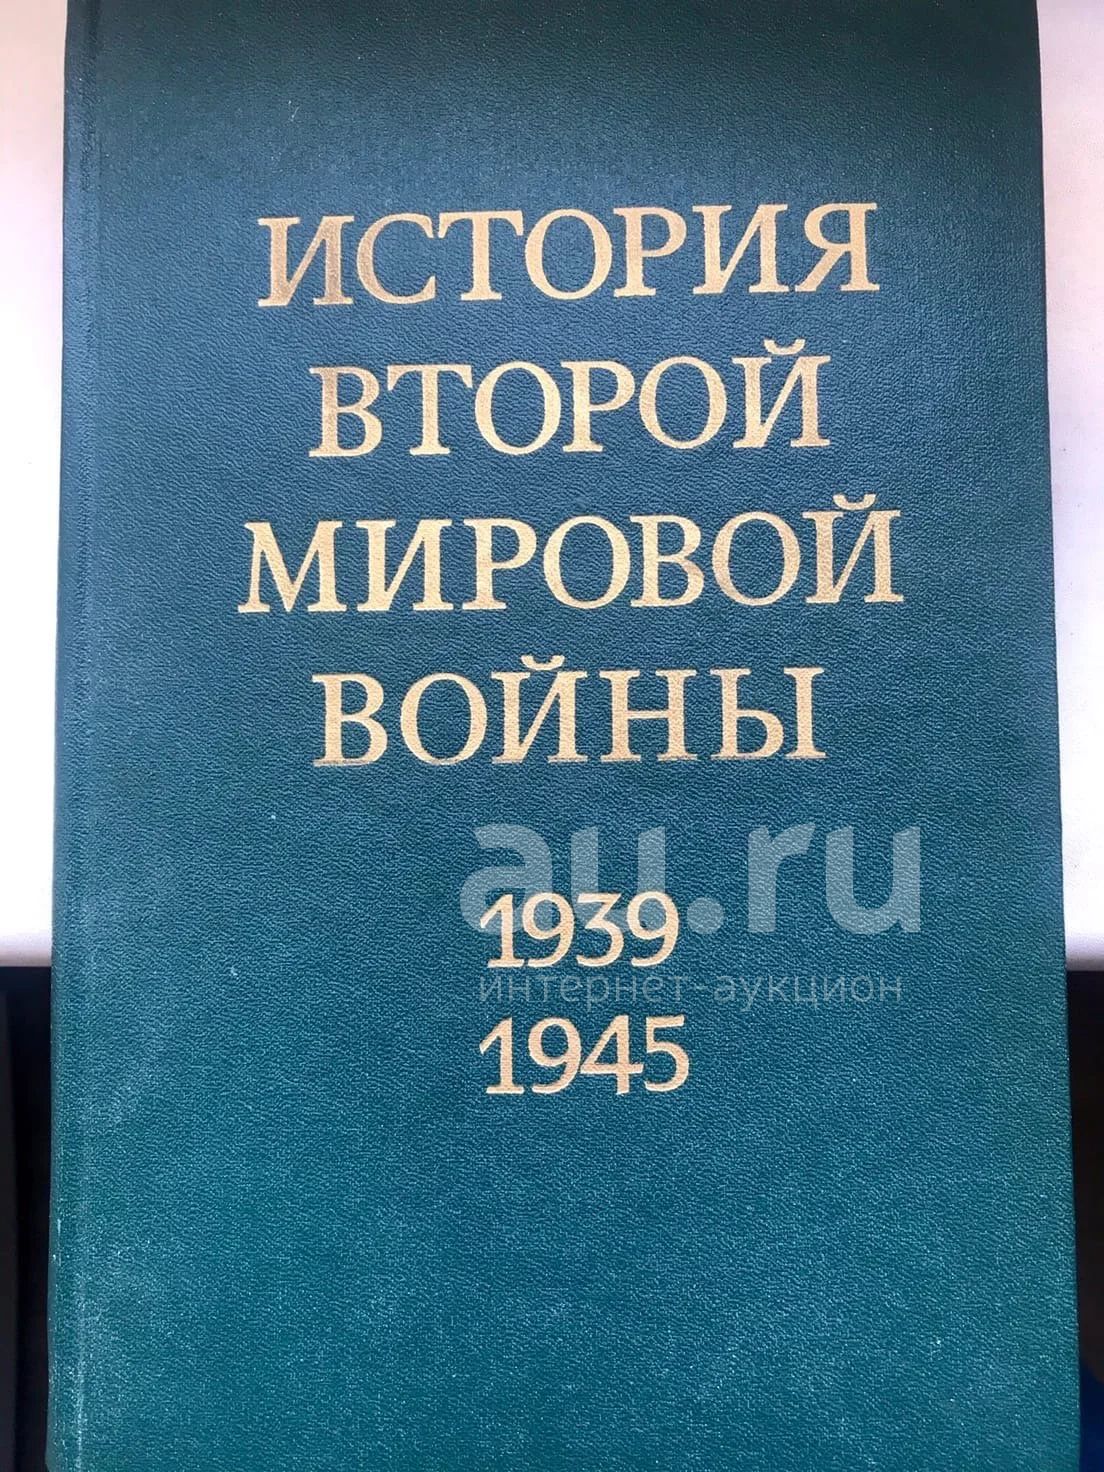 ИСТОРИЯ
ВТОРОЙ
МИРОВОЙ
ВОЙНЫ
au.ru
1939
интернет-аукцион
1945